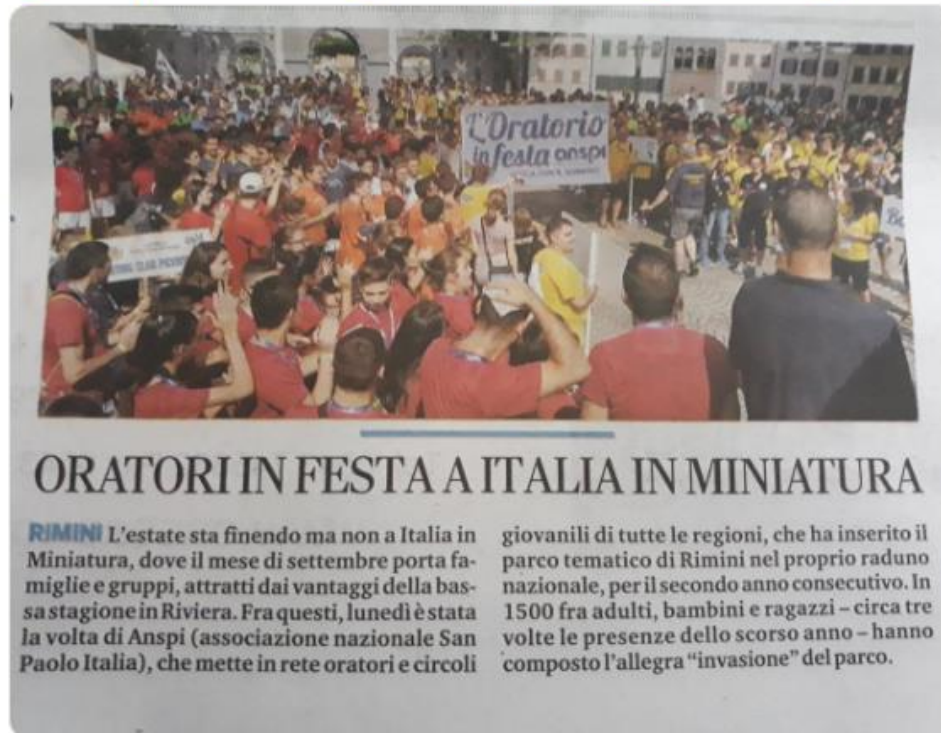 L'Oratorio
in festa anspi
ORATORI IN FESTA A ITALIA IN MINIATURA
RIMINI L'estate sta finendo ma non a Italia in
Miniatura, dove il mese di settembre porta fa-
miglie e gruppi, attratti dai vantaggi della bas-
sa stagione in Riviera. Fra questi, lunedì è stata
la volta di Anspi (associazione nazionale San
Paolo Italia), che mette in rete oratori e circoli
giovanili di tutte le regioni, che ha inserito il
parco tematico di Rimini nel proprio raduno
nazionale, per il secondo anno consecutivo. In
1500 fra adulti, bambini e ragazzi – circa tre
volte le presenze dello scorso anno – hanno
composto l'allegra “invasione” del parco.